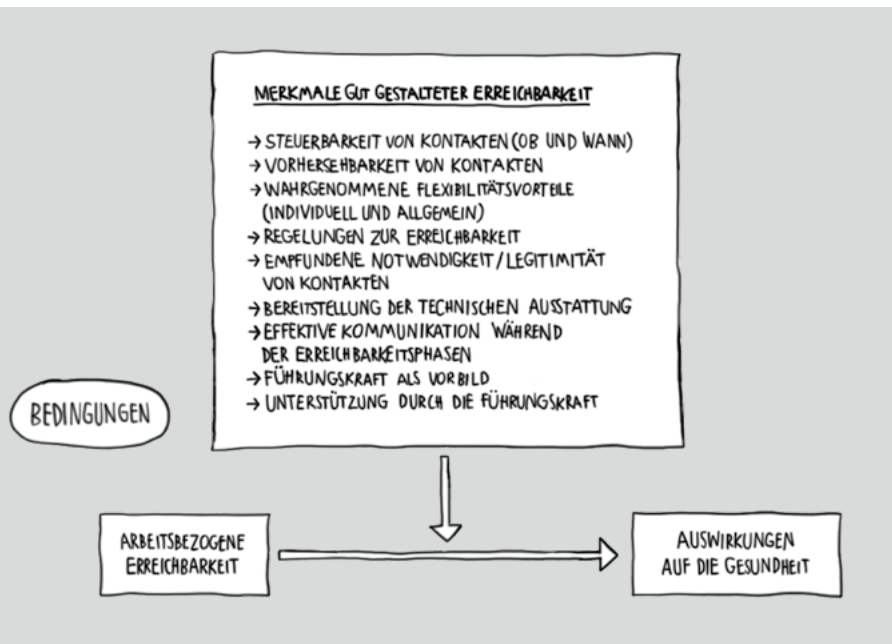 MERKMALE GUT GESTALTETER ERREICHBARKEIT
→ STEUERBARKEIT VON KONTAKTEN (OB UND WANN)
→ VORHERSEHBARKEIT VON KONTAKTEN
→ WAHRGENOMMENE FLEXIBILITÄTSVORTEILE
(INDIVIDUELL UND ALLGEMEIN)
→ REGELUNGEN ZUR ERREICHBARKEIT
→ EMPFUNDENE NOTWENDIGKEIT/LEGITIMITÄT
VON KONTAKTEN
→ BEREITSTELLUNG DER TECHNISCHEN AUSSTATTUNG
→ EFFEKTIVE KOMMUNIKATION WÄHREND
DER ERREICHBARKEITSPHASEN
→ FÜHRUNGSKRAFT ALS VORBILD
→ UNTERSTÜTZUNG DURCH DIE FÜHRUNGSKRAFT
BEDINGUNGEN
ARBEITSBEZOGENE
ERREICHBARKEIT
AUSWIRKUNGEN
AUF DIE GESUNDHEIT